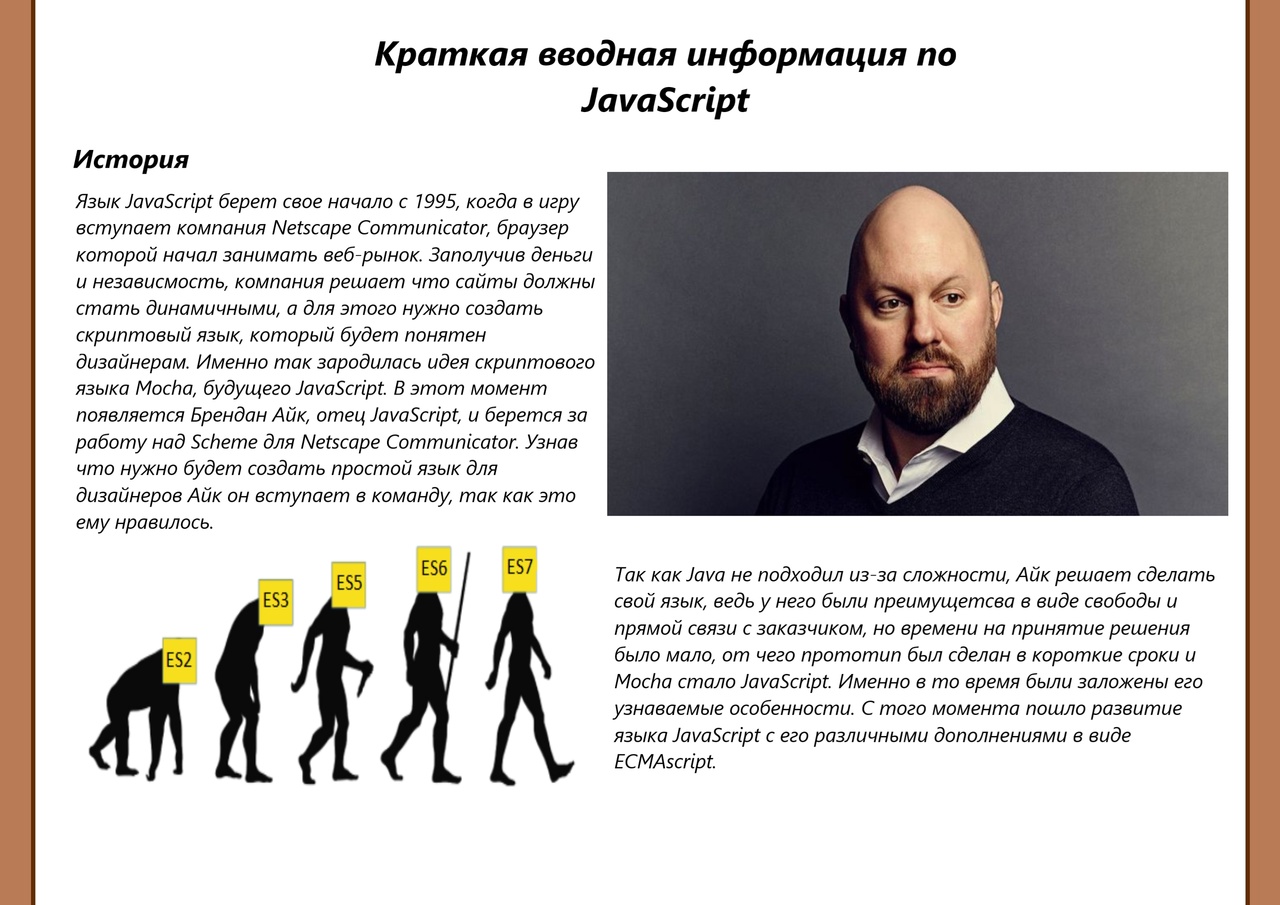 Краткая вводная информация по
JavaScript
История
Язык JavaScript берет свое начало с 1995, когда в игру
вступает компания Netscape Communicator, браузер
которой начал занимать веб-рынок. Заполучив деньги
и независмость, компания решает что сайты должны
стать динамичными, а для этого нужно создать
скриптовый язык, который будет понятен
дизайнерам. Именно так зародилась идея скриптового
языка Mocha, будущего JavaScript. В этот момент
появляется Брендан Айк, отец JavaScript, и берется за
работу над Scheme для Netscape Communicator. Узнав
что нужно будет создать простой язык для
дизайнеров Айк он вступает в команду, так как это
ему нравилось.
ES2
ES3
ES5
ES6
ES7
Так как Java не подходил из-за сложности, Айк решает сделать
свой язык, ведь у него были преимущетсва в виде свободы и
прямой связи с заказчиком, но времени на принятие решения
было мало, от чего прототип был сделан в короткие сроки и
Mocha стало JavaScript. Именно в то время были заложены его
узнаваемые особенности. С того момента пошло развитие
языка JavaScript с его различными дополнениями в виде
ECMAscript.